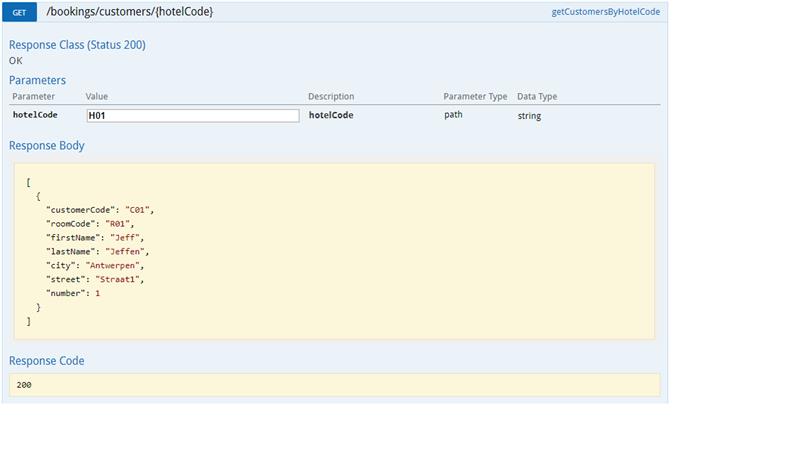 GET /bookings/customers/{hotelCode} getCustomersByHotelCode
Response Class (Status 200)
OK
Parameters
Parameter Value Description Parameter Type Data Type
hotelCode H01 hotelCode path string
Response Body
[
{
"customerCode": "C01",
"roomCode": "R01",
"firstName": "Jeff",
"lastName": "Jeffen",
"city": "Antwerpen",
"street": "Straat1",
"number": 1
}
]
Response Code
200